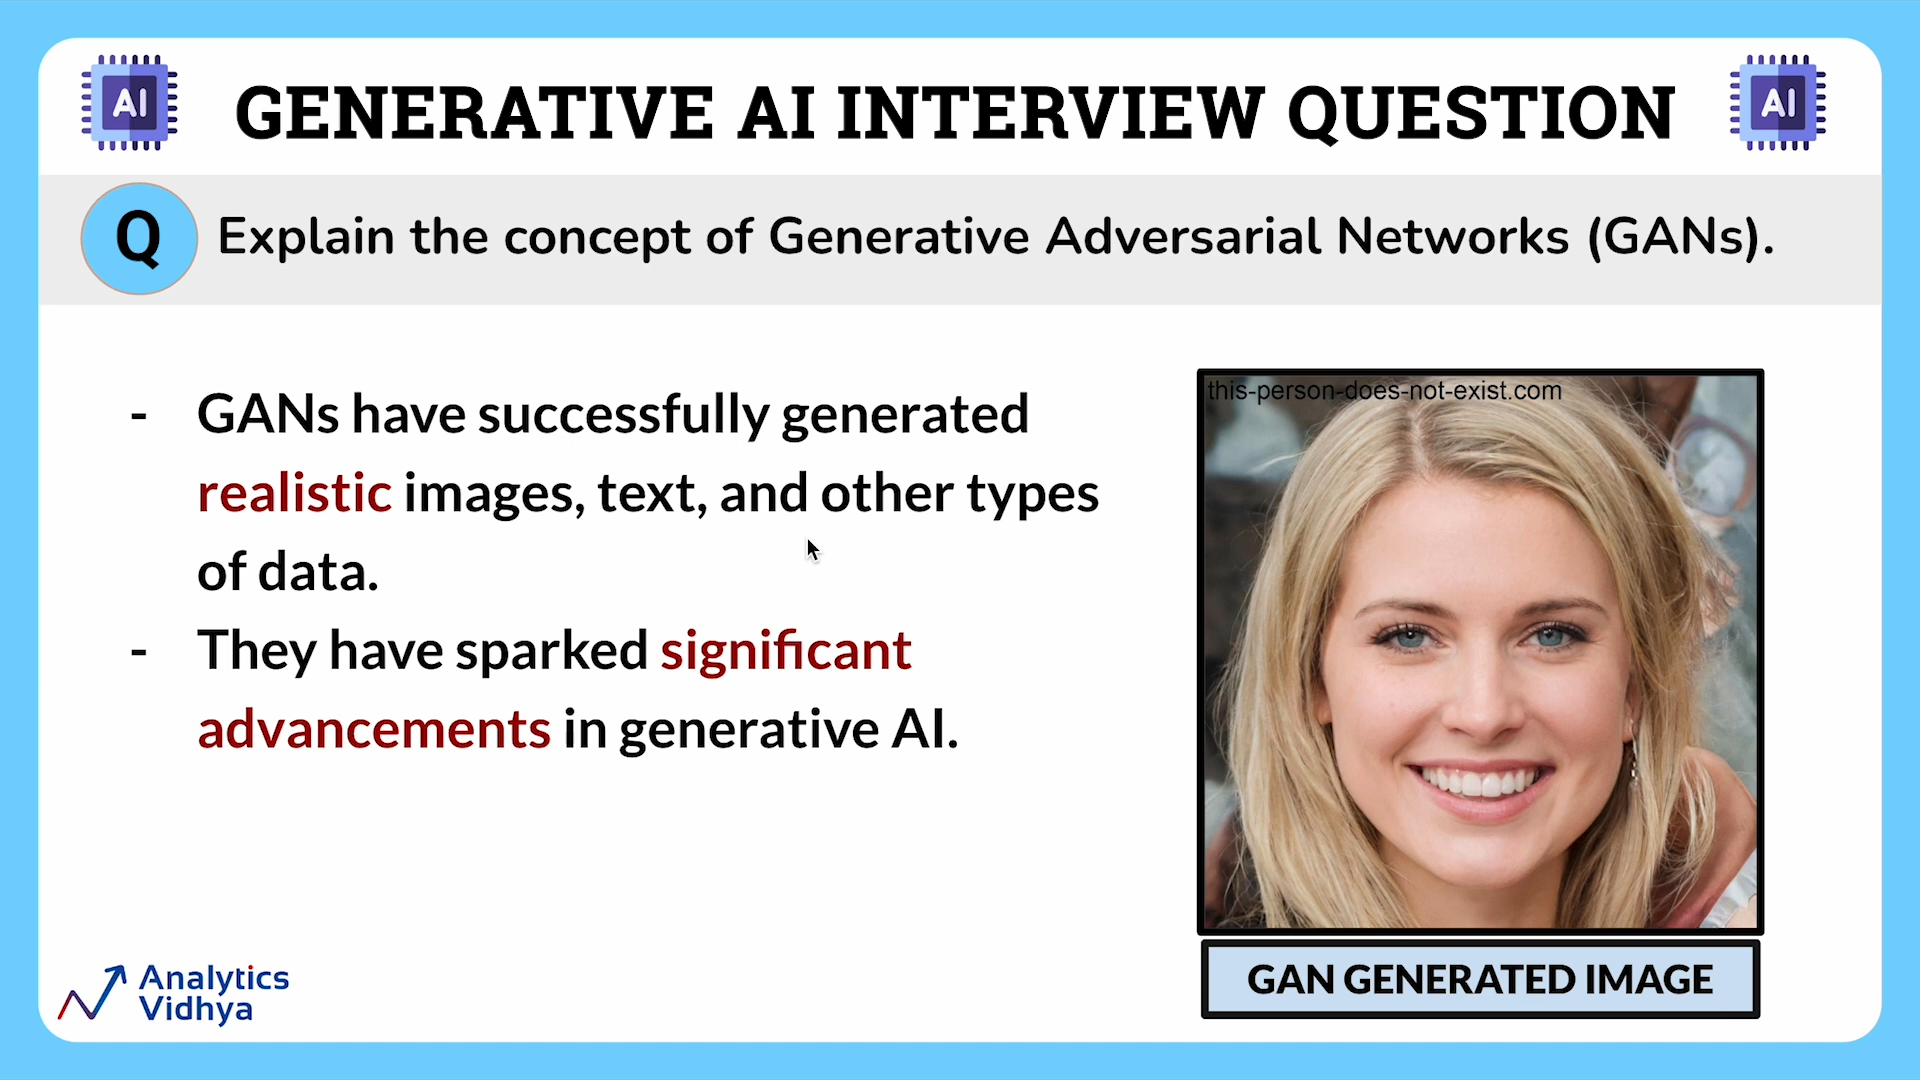 AI
GENERATIVE AI INTERVIEW QUESTION
AI
Q
Explain the concept of Generative Adversarial Networks (GANs).
- GANs have successfully generated
realistic images, text, and other types
of data.
- They have sparked significant
advancements in generative AI.
this-person-does-not-exist.com
GAN GENERATED IMAGE
Analytics
Vidhya